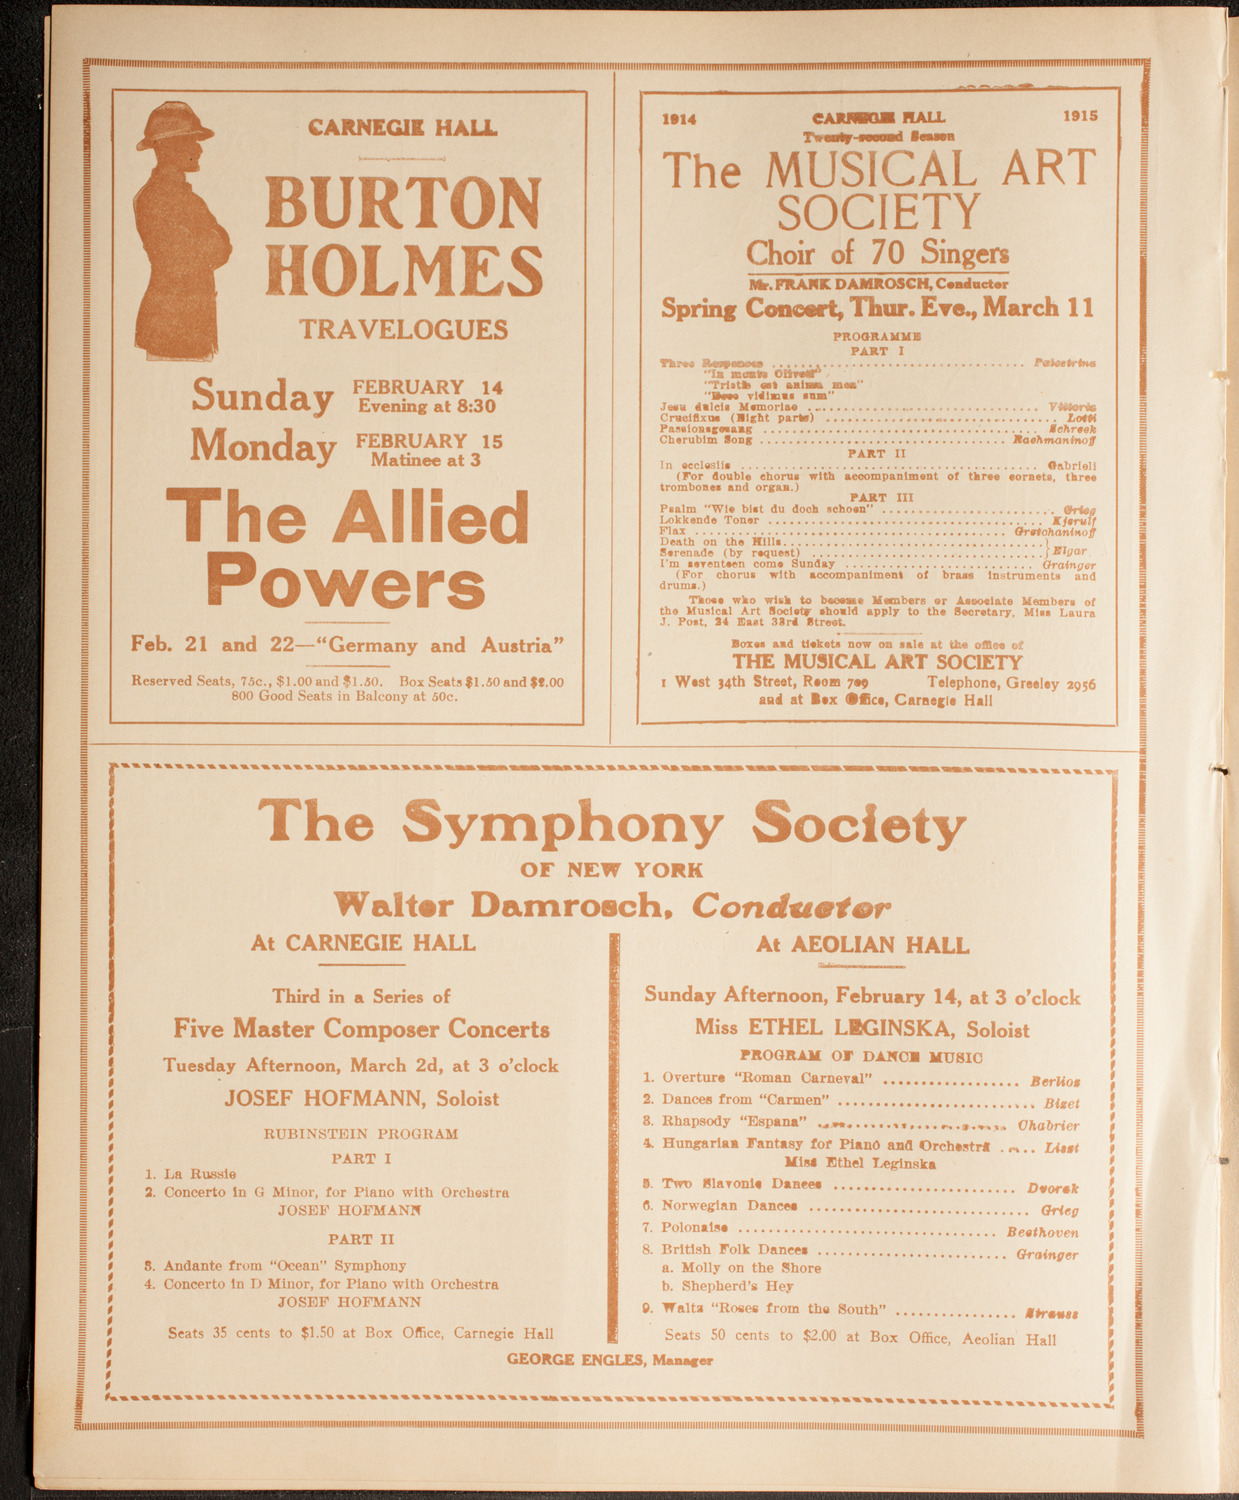 CARNEGIE HALL
BURTON
HOLMES
TRAVELOGUES
Sunday FEBRUARY 14
Evening at 8:30
Monday FEBRUARY 15
Matinee at 3
The Allied
Powers
Feb. 21 and 22—“Germany and Austria”
Reserved Seats, 75c., $1.00 and $1.50. Box Seats $1.50 and $2.00
800 Good Seats in Balcony at 50c.
1914 CARNEGIE HALL 1915
Twenty-second Season
The MUSICAL ART
SOCIETY
Choir of 70 Singers
Mr. FRANK DAMROSCH, Conductor
Spring Concert, Thur. Eve., March 11
PROGRAMME
PART I
Three Responces ........ Palestrina
“In monte Oliveti”
“Tristis est anima mea”
“Ecce vidimus eum”
Jesu dulcis Memoriae ........ Vittoria
Crucifixus (Eight parts) ........ Lotti
Passionsgesang ........ Schreck
Cherubim Song ........ Rachmaninoff
PART II
In ecclesiis ........ Gabrieli
(For double chorus with accompaniment of three cornets, three
trombones and organ.)
PART III
Psalm “Wie bist du doch schoen” ........ Grieg
Lokkende Toner ........ Kjerulf
Flax ........ Gretchaninoff
Death on the Hills ........
Serenade (by request) ........ } Elgar
I’m seventeen come Sunday ........ Grainger
(For chorus with accompaniment of brass instruments and
drums.)
Those who wish to become Members or Associate Members of
the Musical Art Society should apply to the Secretary, Miss Laura
J. Post, 24 East 33rd Street.
Boxes and tickets now on sale at the office of
THE MUSICAL ART SOCIETY
1 West 34th Street, Room 709 Telephone, Greeley 2956
and at Box Office, Carnegie Hall
The Symphony Society
OF NEW YORK
Walter Damrosch, Conductor
At CARNEGIE HALL
Third in a Series of
Five Master Composer Concerts
Tuesday Afternoon, March 2d, at 3 o’clock
JOSEF HOFMANN, Soloist
RUBINSTEIN PROGRAM
PART I
1. La Russie
2. Concerto in G Minor, for Piano with Orchestra
JOSEF HOFMANN
PART II
3. Andante from “Ocean” Symphony
4. Concerto in D Minor, for Piano with Orchestra
JOSEF HOFMANN
Seats 35 cents to $1.50 at Box Office, Carnegie Hall
At AEOLIAN HALL
Sunday Afternoon, February 14, at 3 o’clock
Miss ETHEL LEGINSKA, Soloist
PROGRAM OF DANCE MUSIC
1. Overture “Roman Carneval” ........ Berlioz
2. Dances from “Carmen” ........ Bizet
3. Rhapsody “Espana” ........ Chabrier
4. Hungarian Fantasy for Piano and Orchestra ..... Liszt
Miss Ethel Leginska
5. Two Slavonic Dances ........ Dvorak
6. Norwegian Dances ........ Grieg
7. Polonaise ........ Beethoven
8. British Folk Dances ........ Grainger
a. Molly on the Shore
b. Shepherd’s Hey
9. Waltz “Roses from the South” ........ Strauss
Seats 50 cents to $2.00 at Box Office, Aeolian Hall
GEORGE ENGLES, Manager